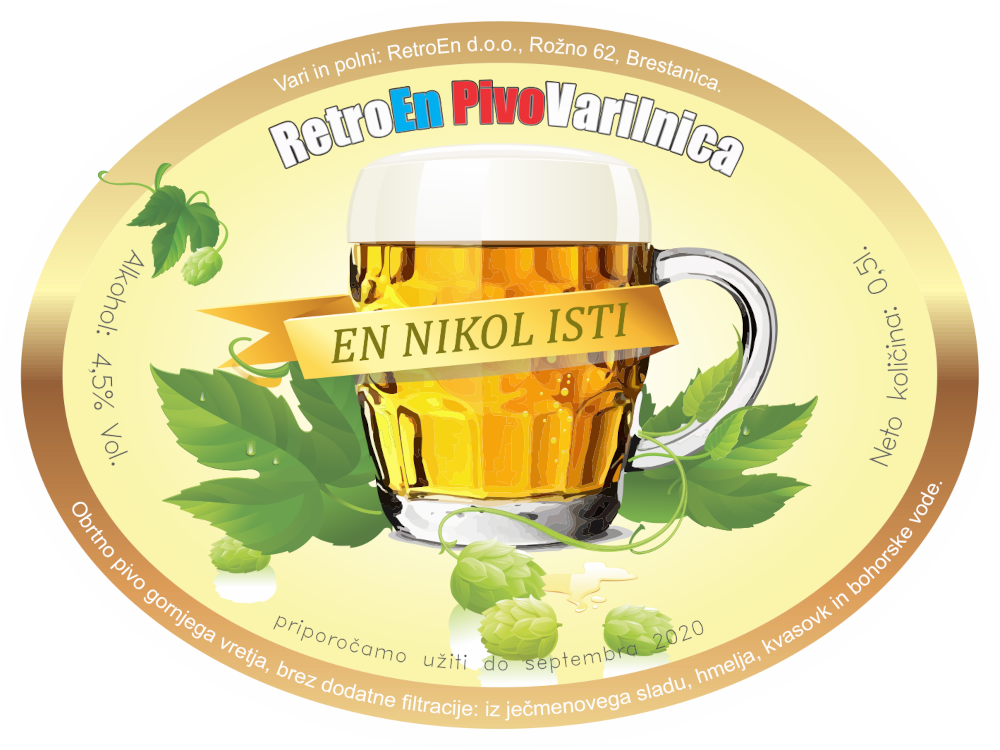 Vari in polni: RetroEn d.o.o., Rožno 62, Brestanica.
RetroEn PivoVarilnica
EN NIKOL ISTI
Alkohol: 4,5% Vol.
Neto količina: 0,5l.
priporočamo užiti do septembra 2020
Obrtno pivo gornjega vretja, brez dodatne filtracije: iz ječmenovega sladu, hmelja, kvasovk in bohorske vode.